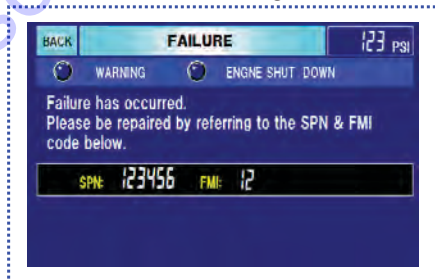 BACK FAILURE 123 PSI
WARNING ENGNE SHUT DOWN
Failure has occurred.
Please be repaired by referring to the SPN & FMI
code below.
SPN: 123456 FMI: 12